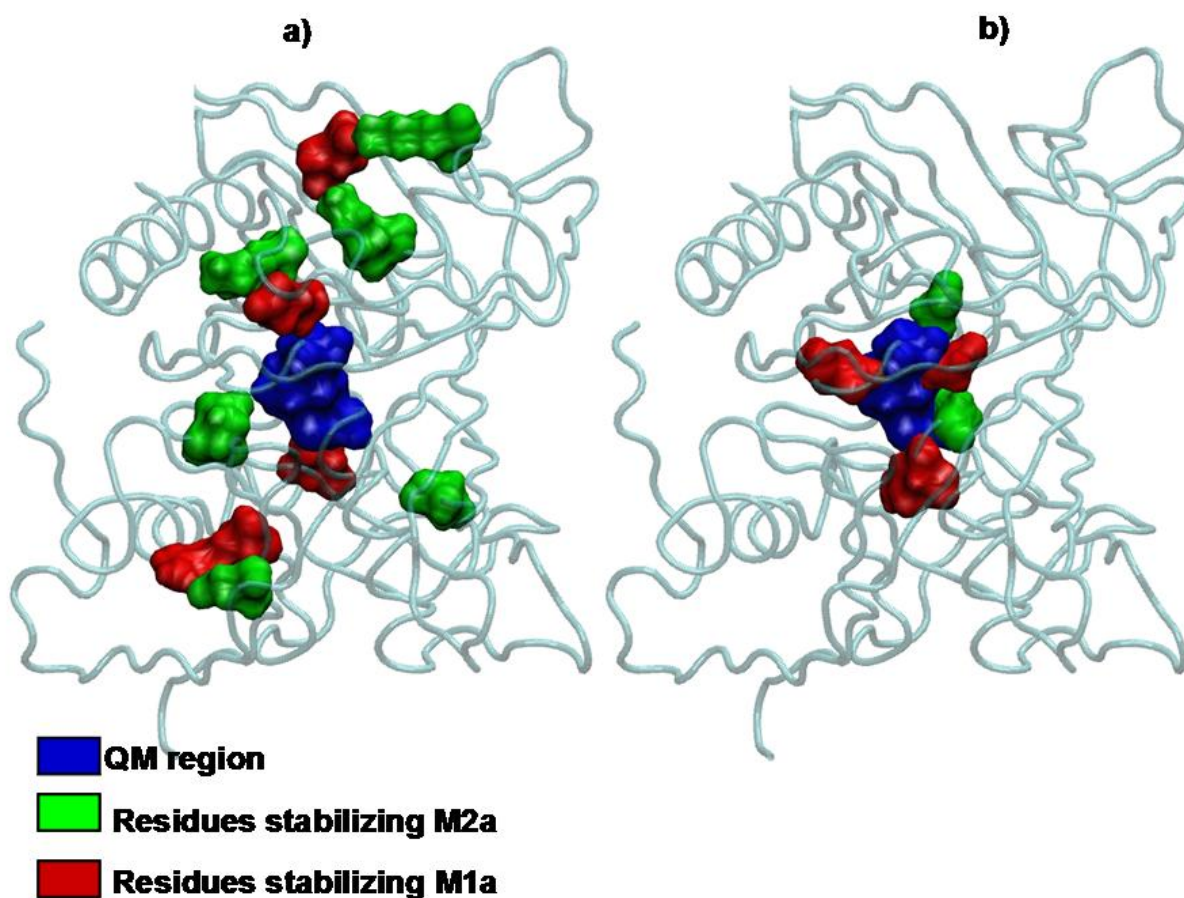 a)
b)
QM region
Residues stabilizing M2a
Residues stabilizing M1a